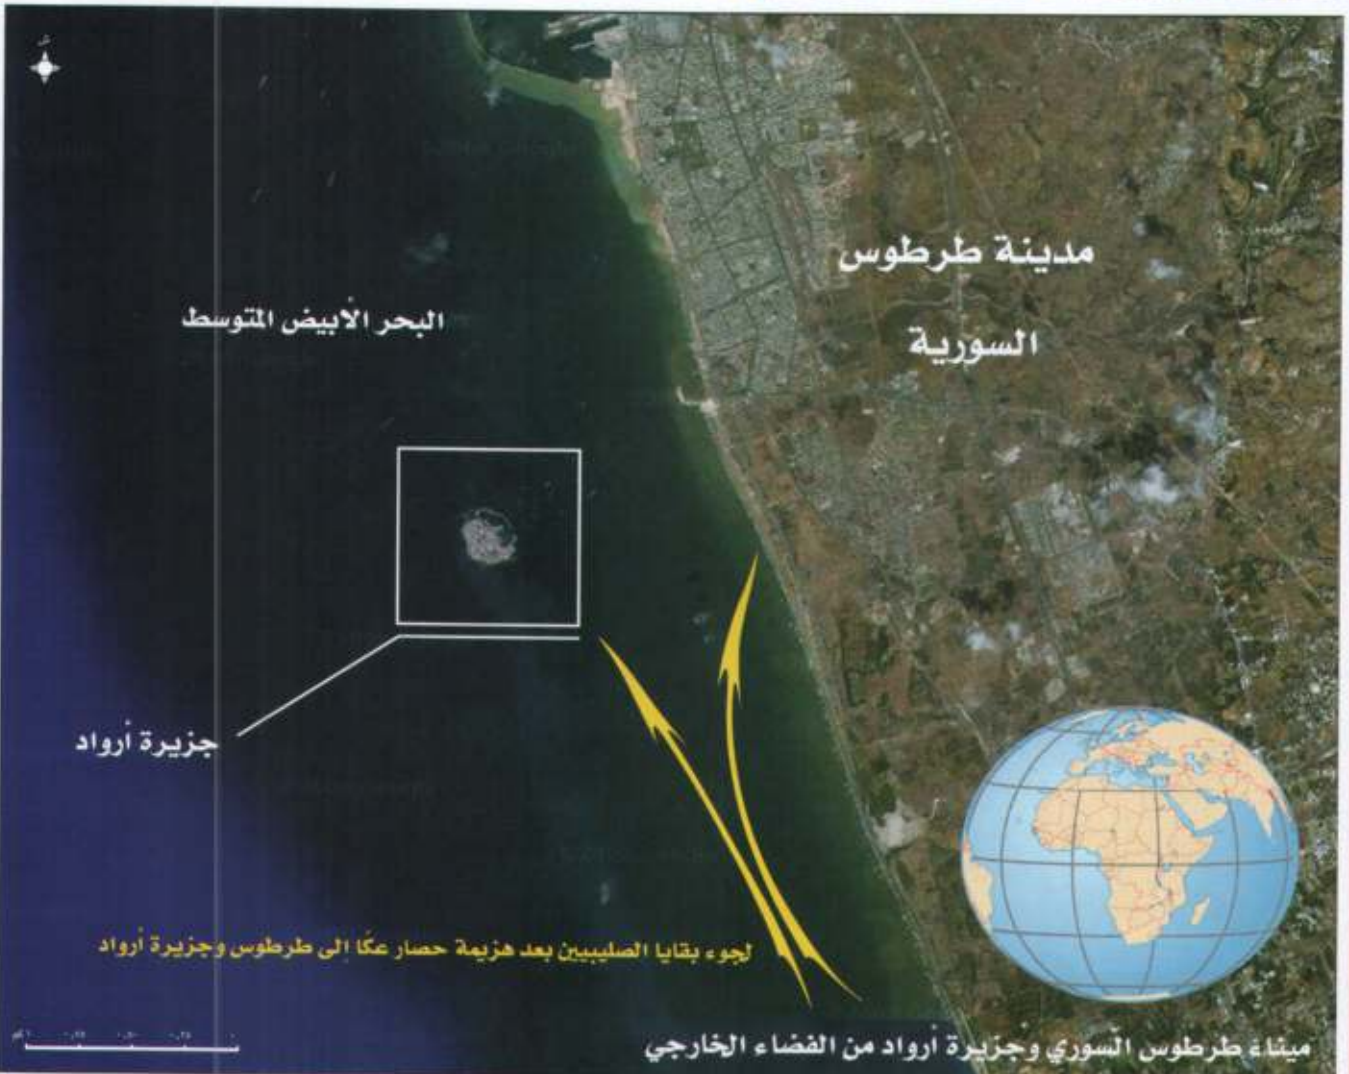 ش
مدينة طرطوس
السورية
البحر الأبيض المتوسط
جزيرة أرواد
لجوء بقايا الصليبيين بعد هزيمة حصار عكّا إلى طرطوس وجزيرة أرواد
ميناء طرطوس السوري وجزيرة أرواد من الفضاء الخارجي